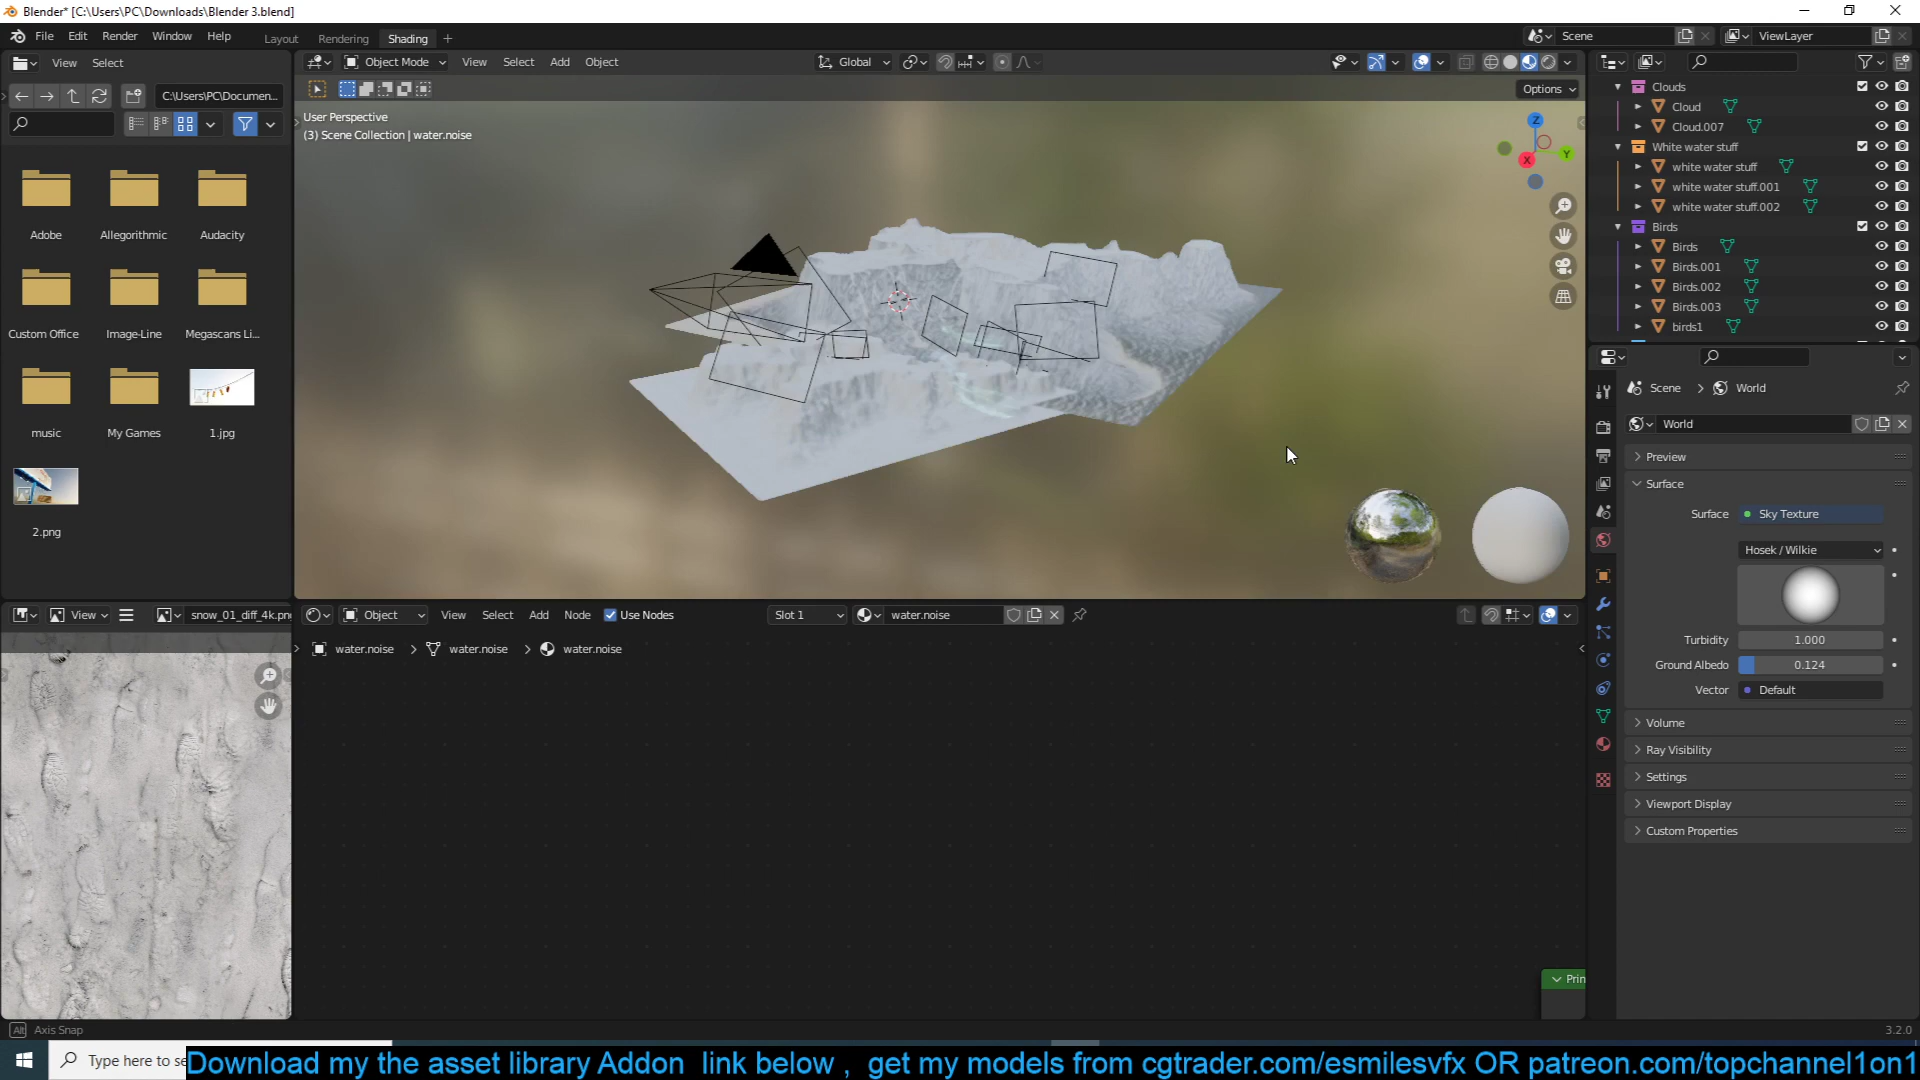 Blender* [C:\Users\PC\Downloads\Blender 3.blend]
File Edit Render Window Help Layout Rendering Shading + Scene ViewLayer
View Select
C:\Users\PC\Documen...
Adobe Allegorithmic Audacity
Custom Office Image-Line Megascans Li...
music My Games 1.jpg
2.png
Object Mode View Select Add Object Global
Options
User Perspective
(3) Scene Collection | water.noise
Z
Y
X
Clouds
Cloud
Cloud.007
White water stuff
white water stuff
white water stuff.001
white water stuff.002
Birds
Birds
Birds.001
Birds.002
Birds.003
birds1
Scene > World
World
Preview
Surface
Surface Sky Texture
Hosek / Wilkie
Turbidity 1.000
Ground Albedo 0.124
Vector Default
Volume
Ray Visibility
Settings
Viewport Display
Custom Properties
View snow_01_diff_4k.pn
Object View Select Add Node Use Nodes Slot 1 water.noise
water.noise > water.noise > water.noise
Prin
Alt Axis Snap
3.2.0
Type here to se
Download my the asset library Addon link below , get my models from cgtrader.com/esmilesvfx OR patreon.com/topchannel1on1